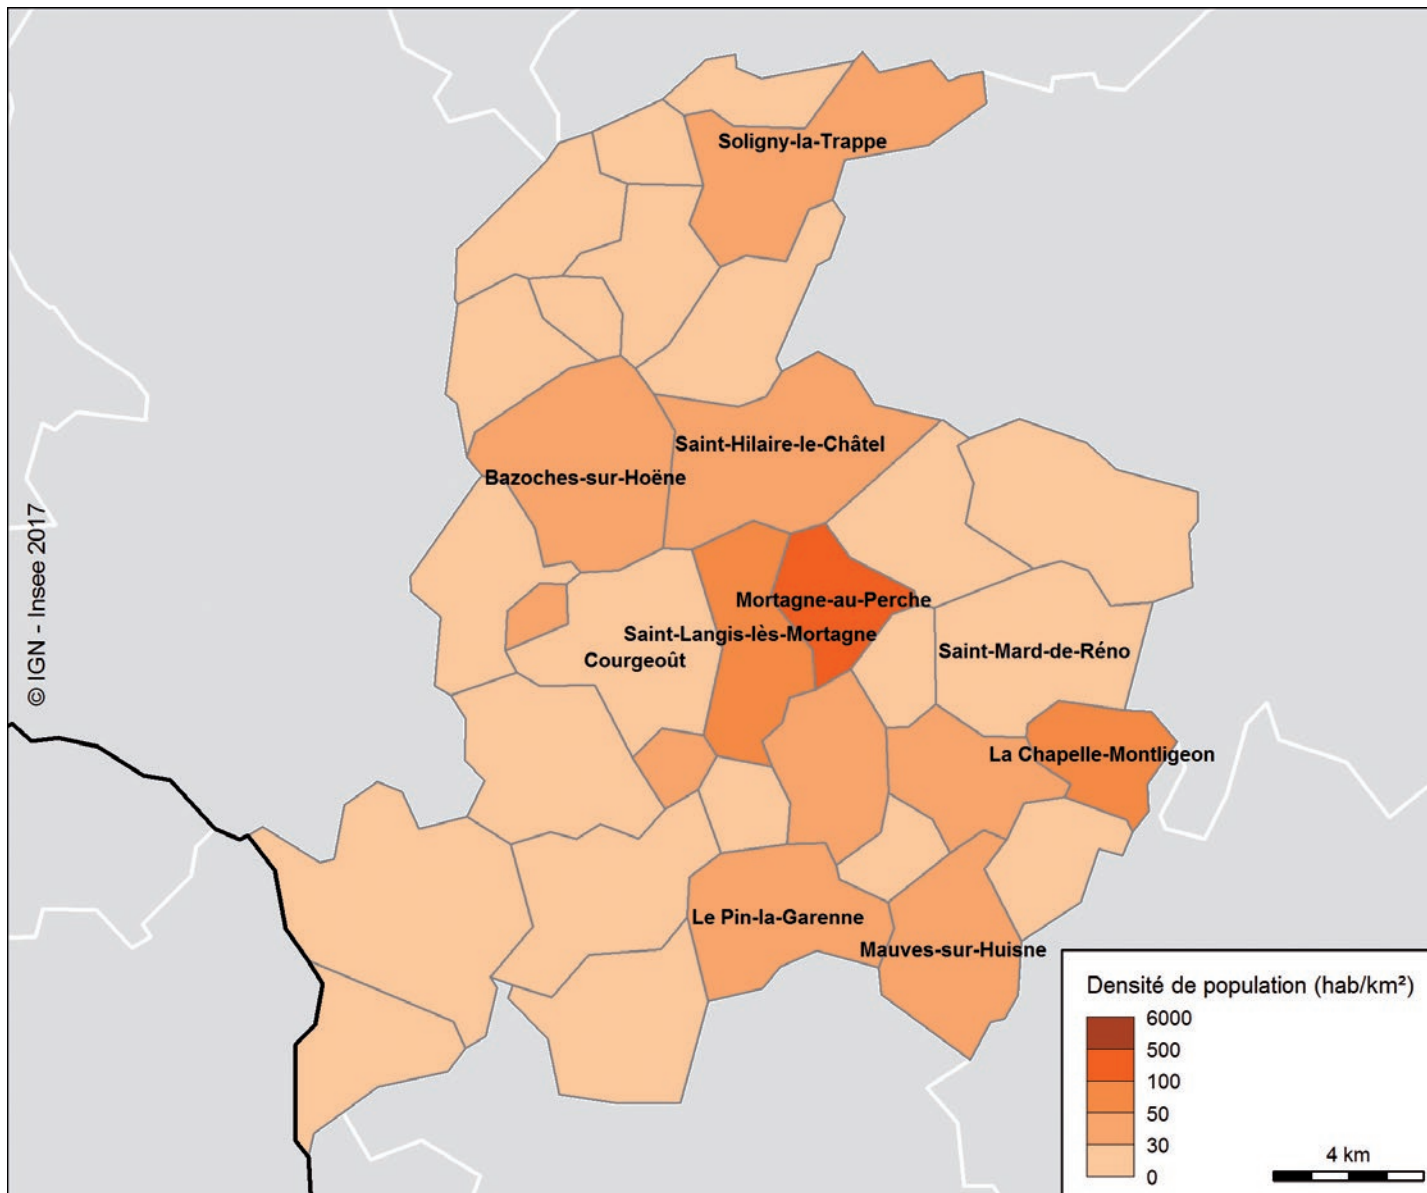 Soligny-la-Trappe
Saint-Hilaire-le-Châtel
Bazoches-sur-Hoëne
© IGN - Insee 2017
Mortagne-au-Perche
Saint-Langis-lès-Mortagne
Courgeoût
Saint-Mard-de-Réno
La Chapelle-Montligeon
Le Pin-la-Garenne
Mauves-sur-Huisne
Densité de population (hab/km²)
6000
500
100
50
30
0
4 km